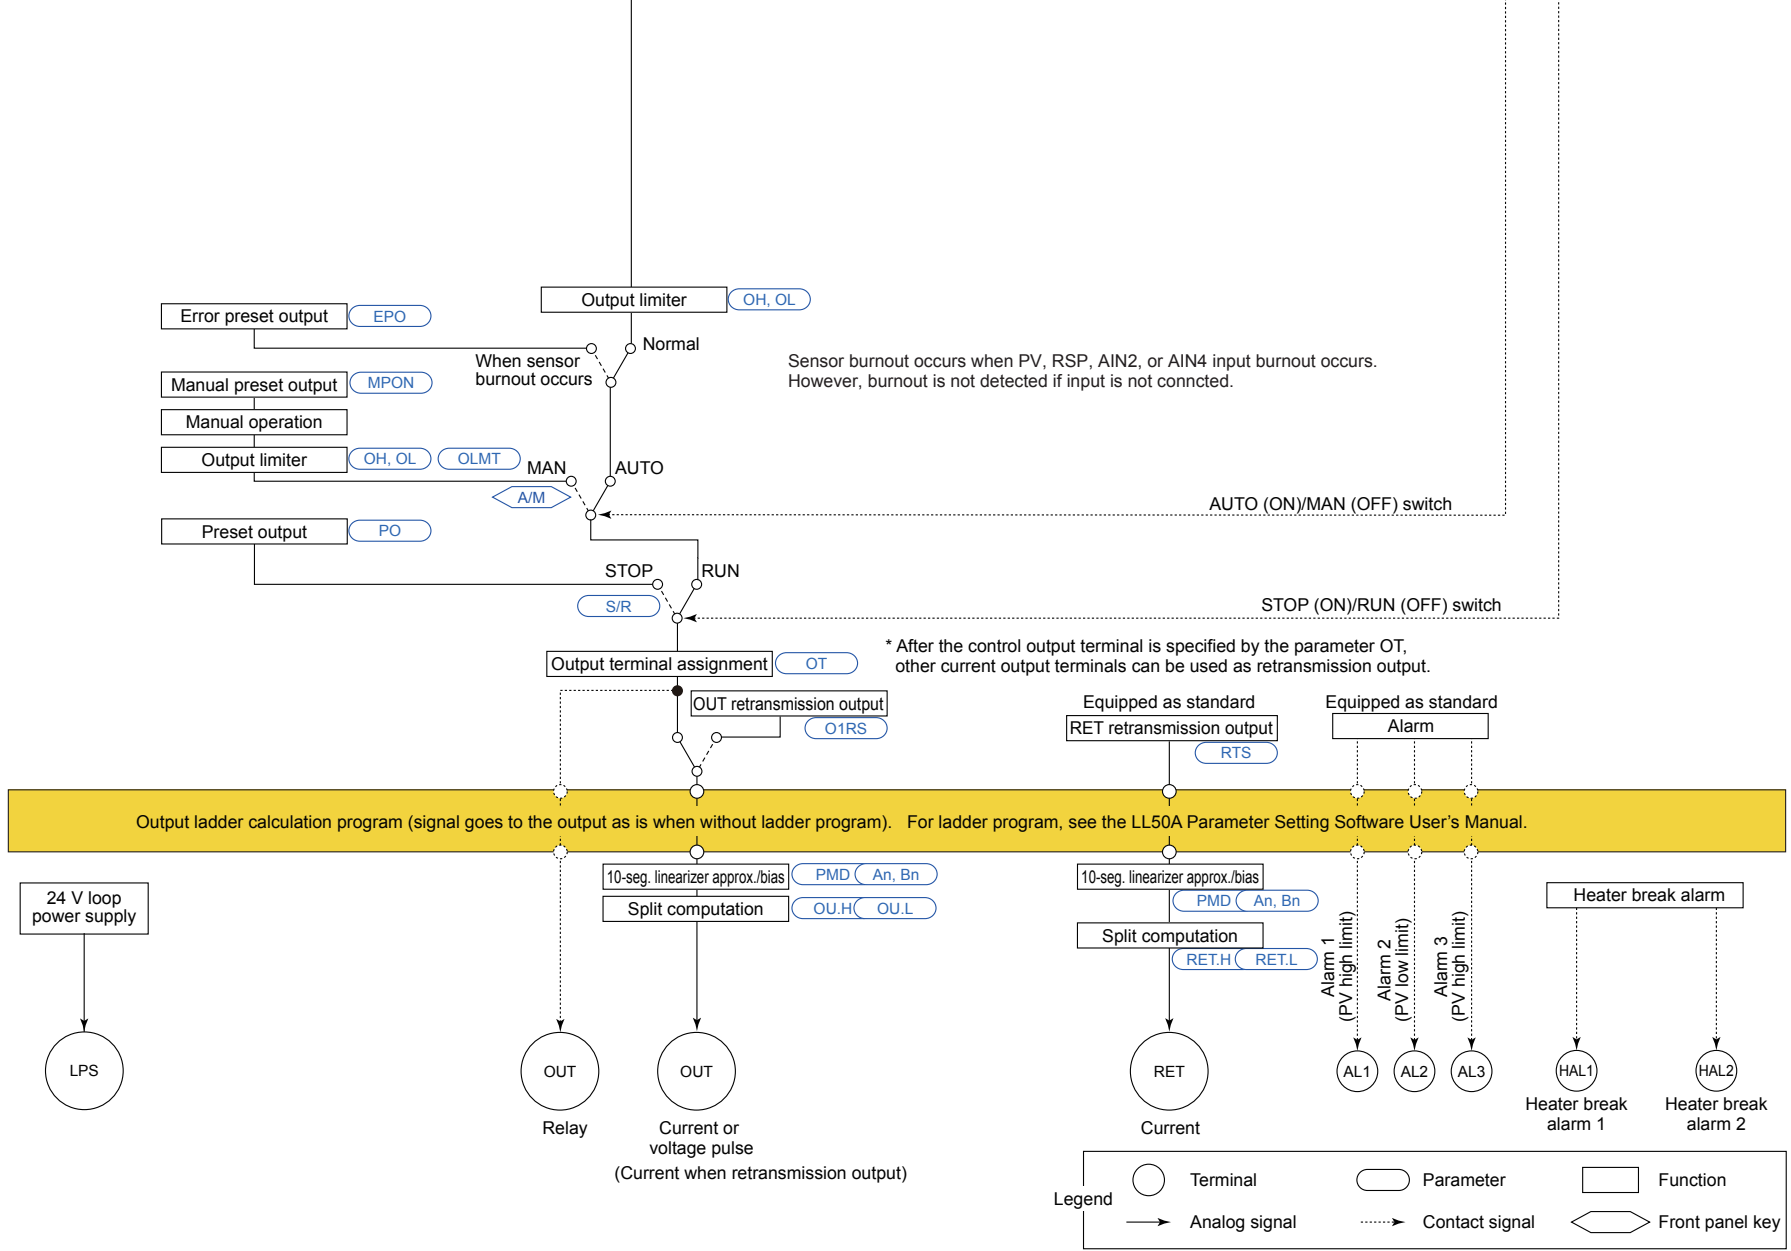 Output limiter
OH, OL
Error preset output
EPO
Normal
When sensor
burnout occurs
Sensor burnout occurs when PV, RSP, AIN2, or AIN4 input burnout occurs.
However, burnout is not detected if input is not conncted.
Manual preset output
MPON
Manual operation
Output limiter
OH, OL
OLMT
MAN
AUTO
A/M
AUTO (ON)/MAN (OFF) switch
Preset output
PO
STOP
RUN
S/R
STOP (ON)/RUN (OFF) switch
* After the control output terminal is specified by the parameter OT,
other current output terminals can be used as retransmission output.
Output terminal assignment
OT
OUT retransmission output
O1RS
Equipped as standard
RET retransmission output
RTS
Equipped as standard
Alarm
Output ladder calculation program (signal goes to the output as is when without ladder program). For ladder program, see the LL50A Parameter Setting Software User's Manual.
24 V loop
power supply
10-seg. linearizer approx./bias
PMD
An, Bn
Split computation
OU.H
OU.L
10-seg. linearizer approx./bias
PMD
An, Bn
Split computation
RET.H
RET.L
Alarm 1
(PV high limit)
Alarm 2
(PV low limit)
Alarm 3
(PV high limit)
Heater break alarm
LPS
OUT
OUT
RET
AL1
AL2
AL3
HAL1
HAL2
Relay
Current or
voltage pulse
(Current when retransmission output)
Current
Heater break
alarm 1
Heater break
alarm 2
Legend
Terminal
Parameter
Function
Analog signal
Contact signal
Front panel key